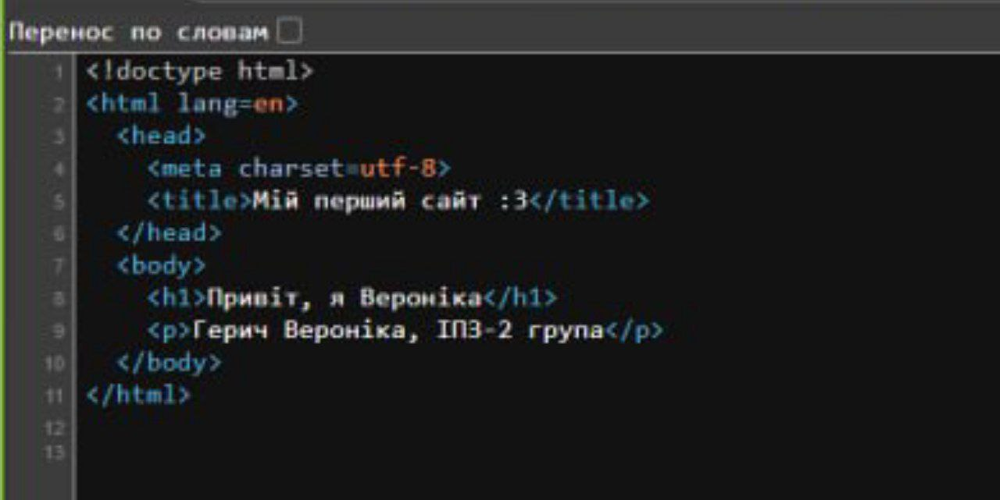 Перенос по словам
1 <!doctype html>
2 <html lang=en>
3 <head>
4 <meta charset=utf-8>
5 <title>Мій перший сайт :3</title>
6 </head>
7 <body>
8 <h1>Привіт, я Вероніка</h1>
9 <p>Герич Вероніка, ІПЗ-2 група</p>
10 </body>
11 </html>
12
13